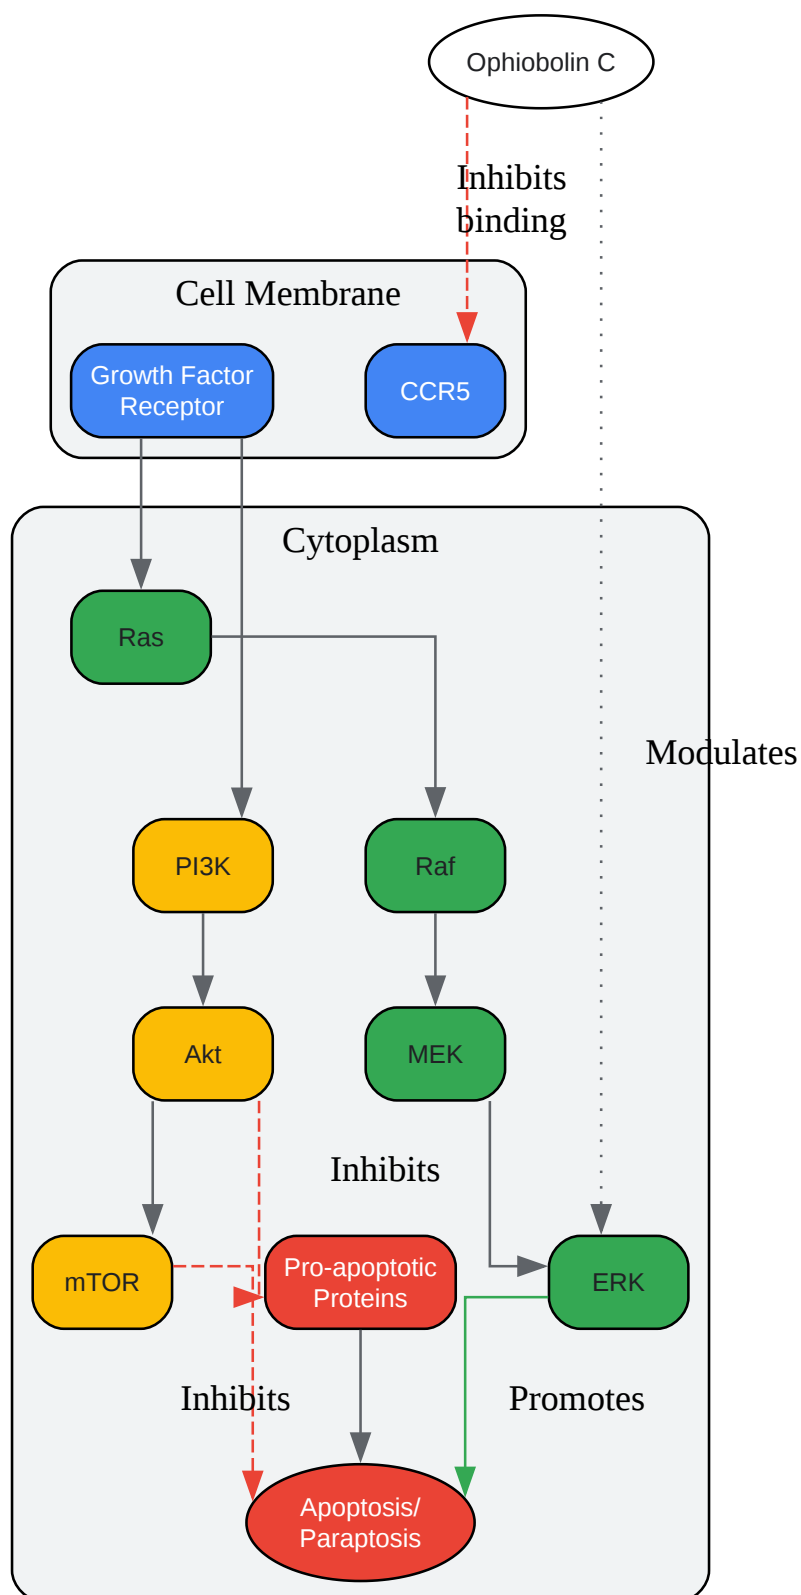 Ophiobolin C
Inhibits
binding
Cell Membrane
Growth Factor
Receptor
CCR5
Cytoplasm
Ras
Modulates
PI3K
Raf
Akt
MEK
Inhibits
mTOR
Pro-apoptotic
Proteins
ERK
Inhibits
Promotes
Apoptosis/
Paraptosis